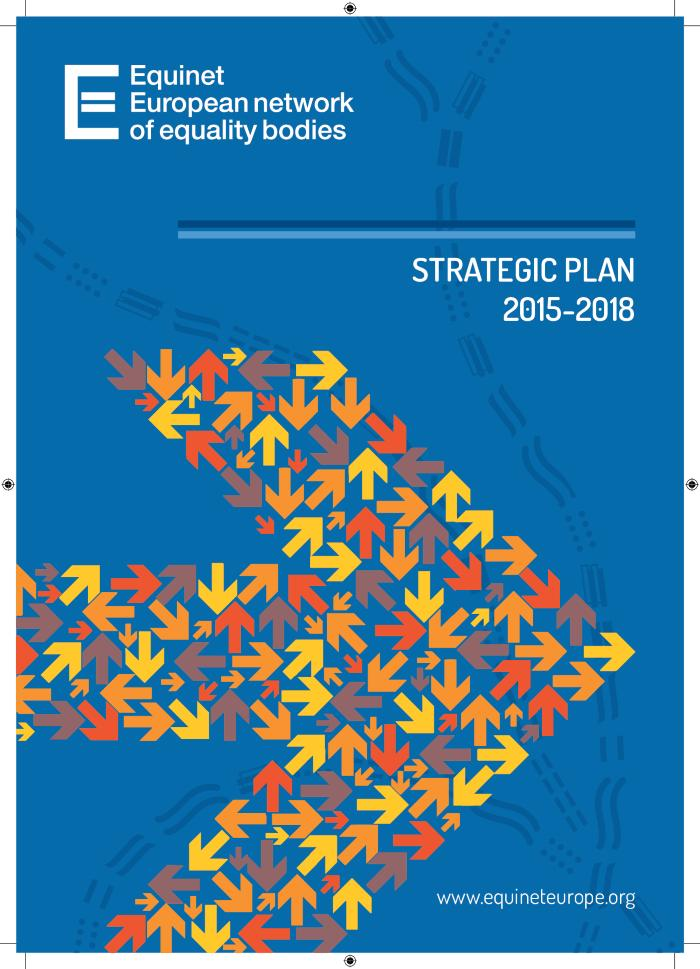 Equinet
European network
of equality bodies
STRATEGIC PLAN
2015-2018
www.equineteurope.org